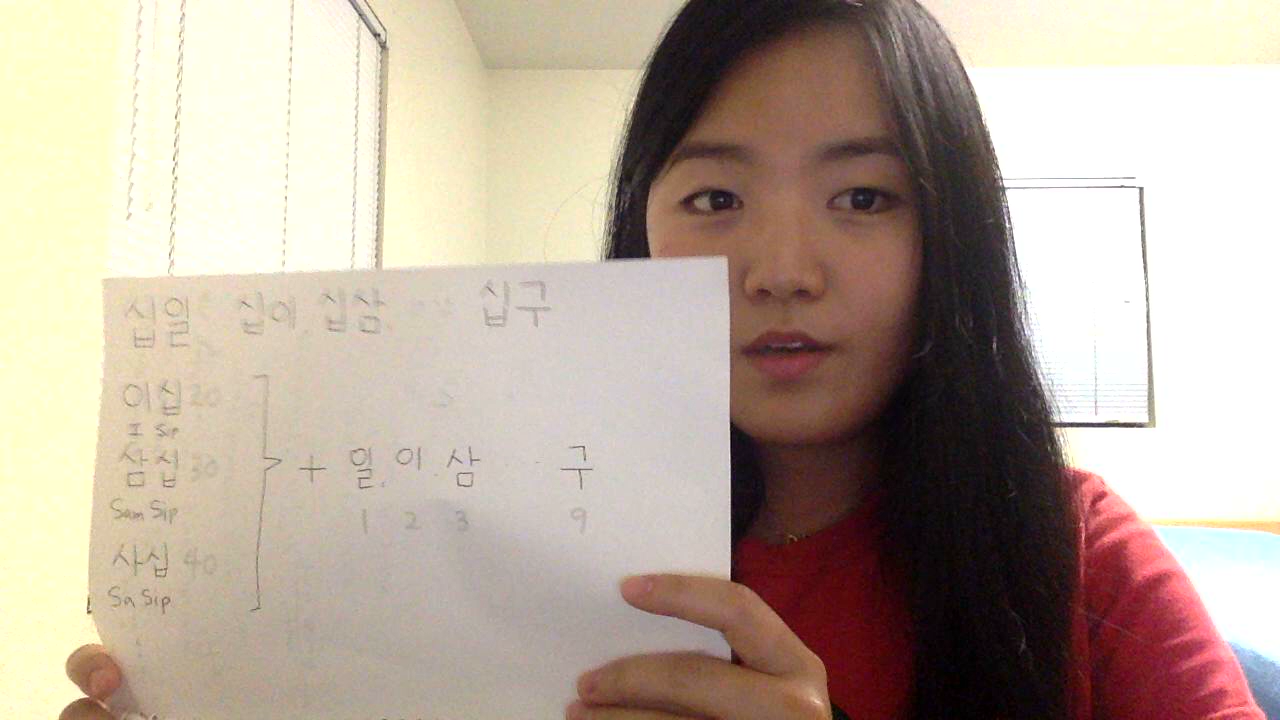 십일 십이 십삼 십구
이십 20
I Sip
삼십 30
Sam Sip
사십 40
Sa Sip
+ 일. 이. 삼 ... 구
1 2 3 9